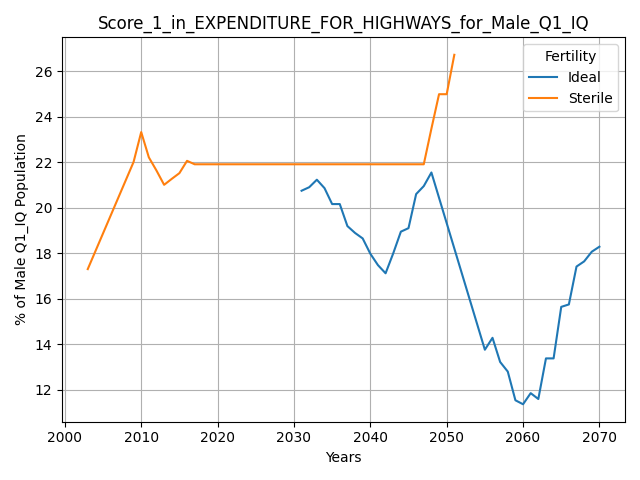 Score_1_in_EXPENDITURE_FOR_HIGHWAYS_for_Male_Q1_IQ
Fertility
Ideal
Sterile
% of Male Q1_IQ Population
26
24
22
20
18
16
14
12
2000 2010 2020 2030 2040 2050 2060 2070
Years